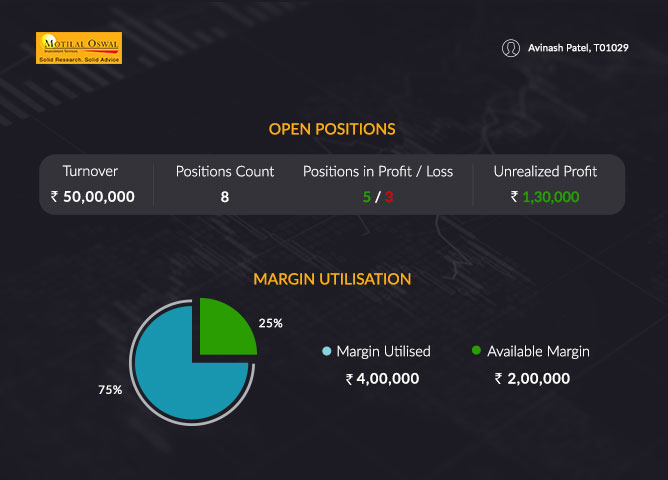 MOTILAL OSWAL
Solid Research. Solid Advice
Avinash Patel, T01029
OPEN POSITIONS
Turnover
₹ 50,00,000
Positions Count
8
Positions in Profit / Loss
5 / 3
Unrealized Profit
₹ 1,30,000
MARGIN UTILISATION
25%
75%
Margin Utilised
₹ 4,00,000
Available Margin
₹ 2,00,000